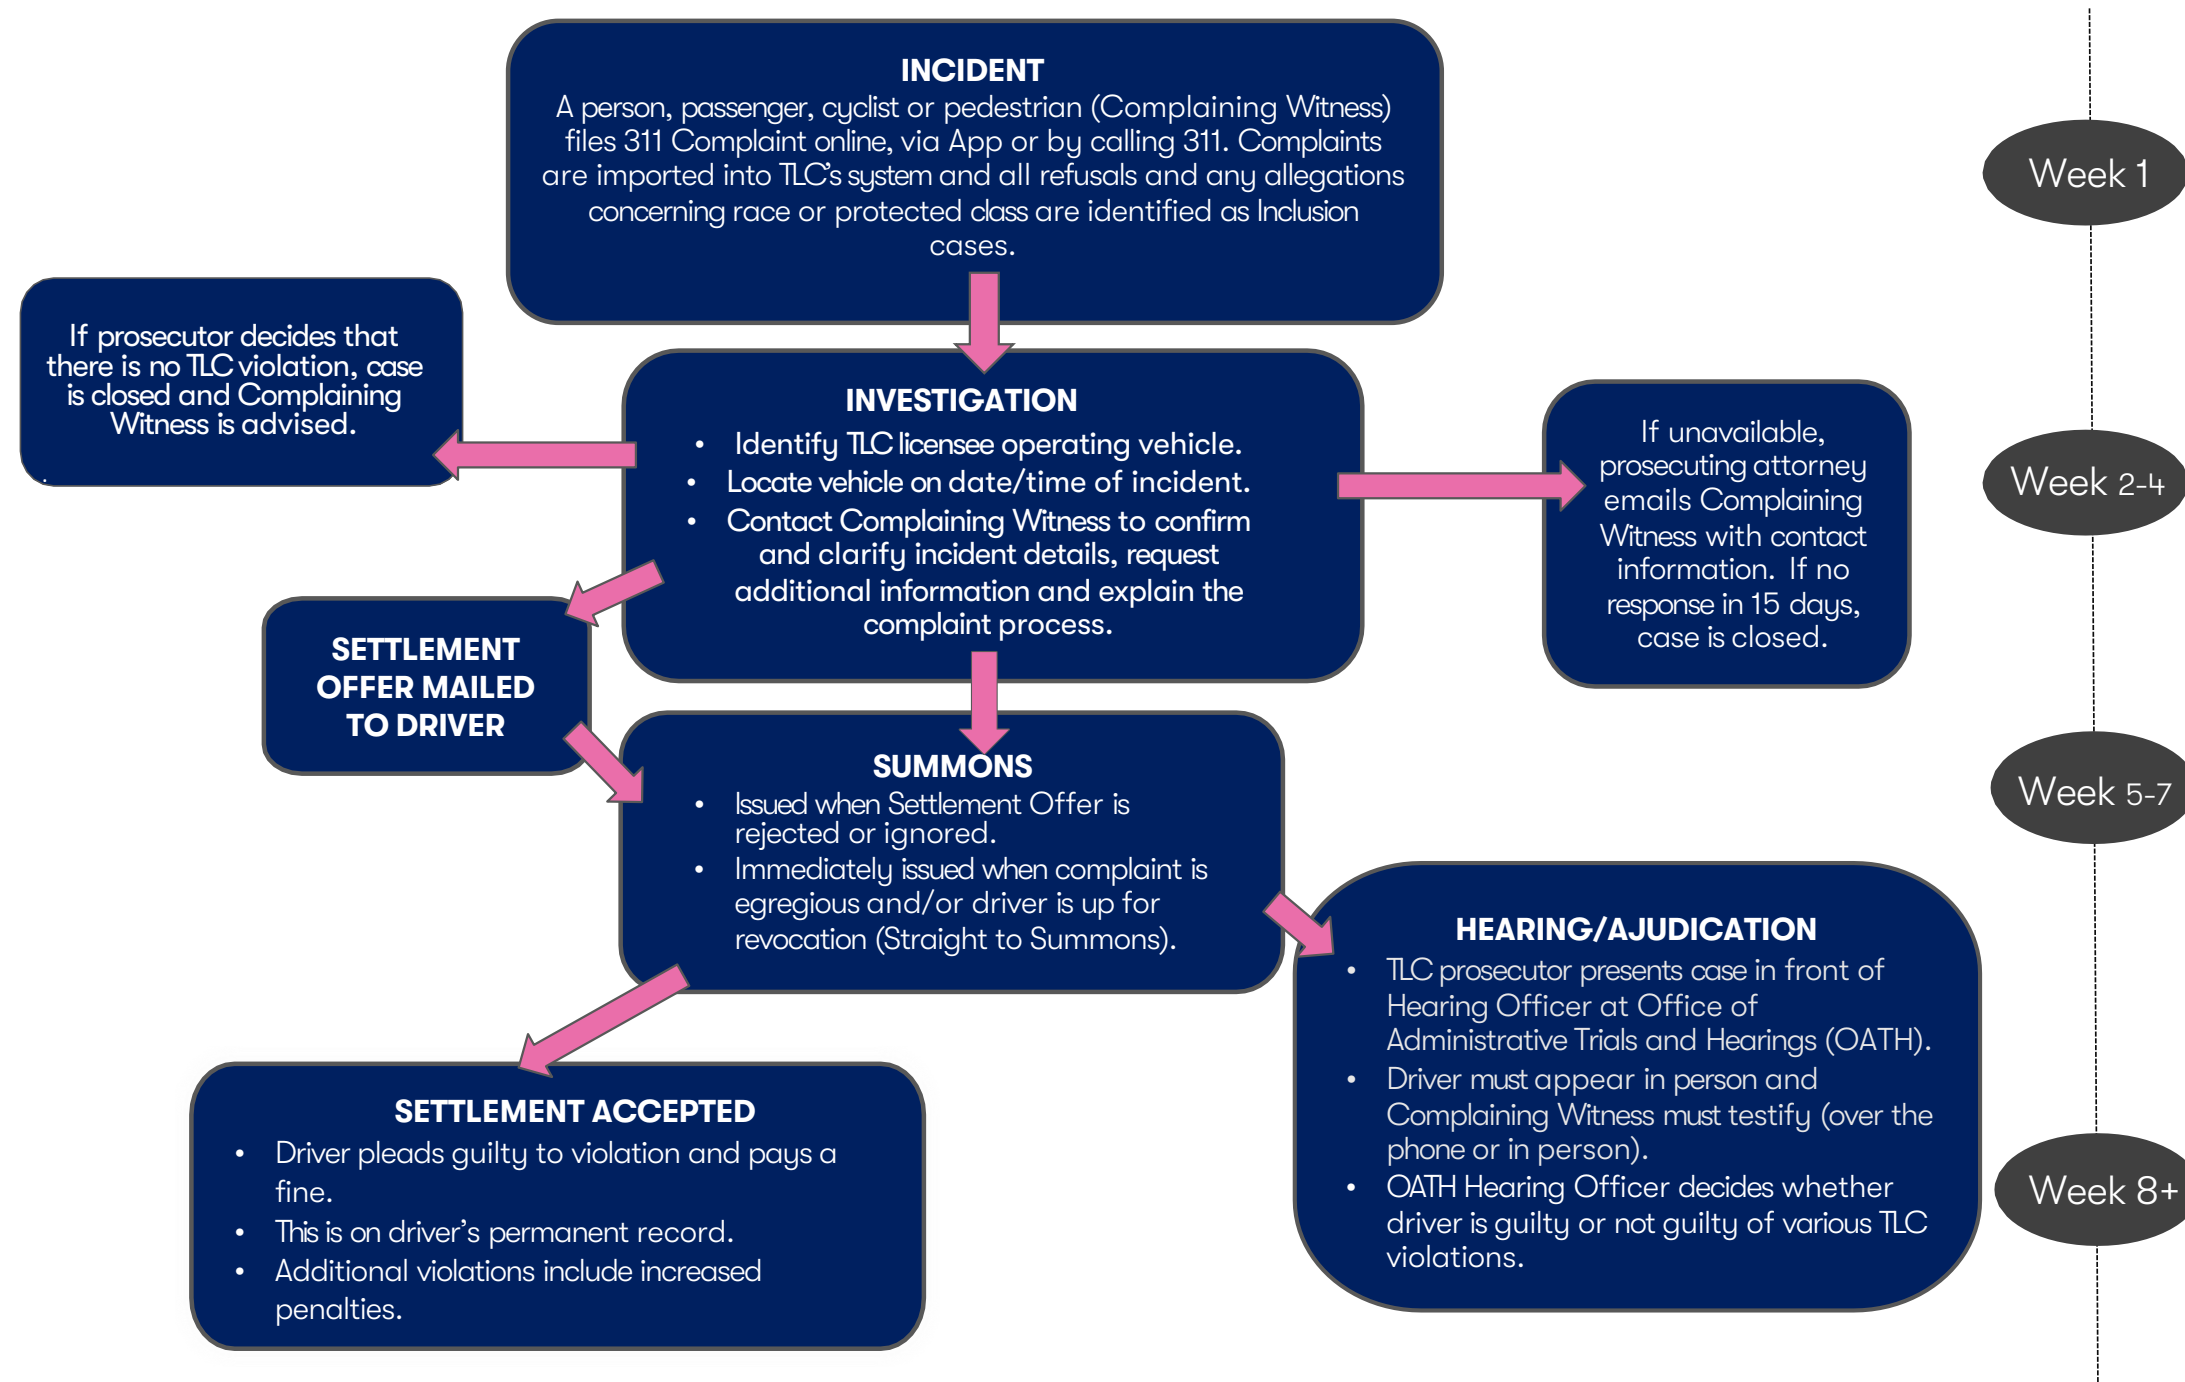 INCIDENT
A person, passenger, cyclist or pedestrian (Complaining Witness)
files 311 Complaint online, via App or by calling 311. Complaints
are imported into TLC's system and all refusals and any allegations
concerning race or protected class are identified as Inclusion
cases.
Week 1
If prosecutor decides that
there is no TLC violation, case
is closed and Complaining
Witness is advised.
.
INVESTIGATION
• Identify TLC licensee operating vehicle.
• Locate vehicle on date/time of incident.
• Contact Complaining Witness to confirm
and clarify incident details, request
additional information and explain the
complaint process.
If unavailable,
prosecuting attorney
emails Complaining
Witness with contact
information. If no
response in 15 days,
case is closed.
Week 2-4
SETTLEMENT
OFFER MAILED
TO DRIVER
SUMMONS
• Issued when Settlement Offer is
rejected or ignored.
• Immediately issued when complaint is
egregious and/or driver is up for
revocation (Straight to Summons).
Week 5-7
HEARING/AJUDICATION
• TLC prosecutor presents case in front of
Hearing Officer at Office of
Administrative Trials and Hearings (OATH).
• Driver must appear in person and
Complaining Witness must testify (over the
phone or in person).
• OATH Hearing Officer decides whether
driver is guilty or not guilty of various TLC
violations.
SETTLEMENT ACCEPTED
• Driver pleads guilty to violation and pays a
fine.
• This is on driver's permanent record.
• Additional violations include increased
penalties.
Week 8+